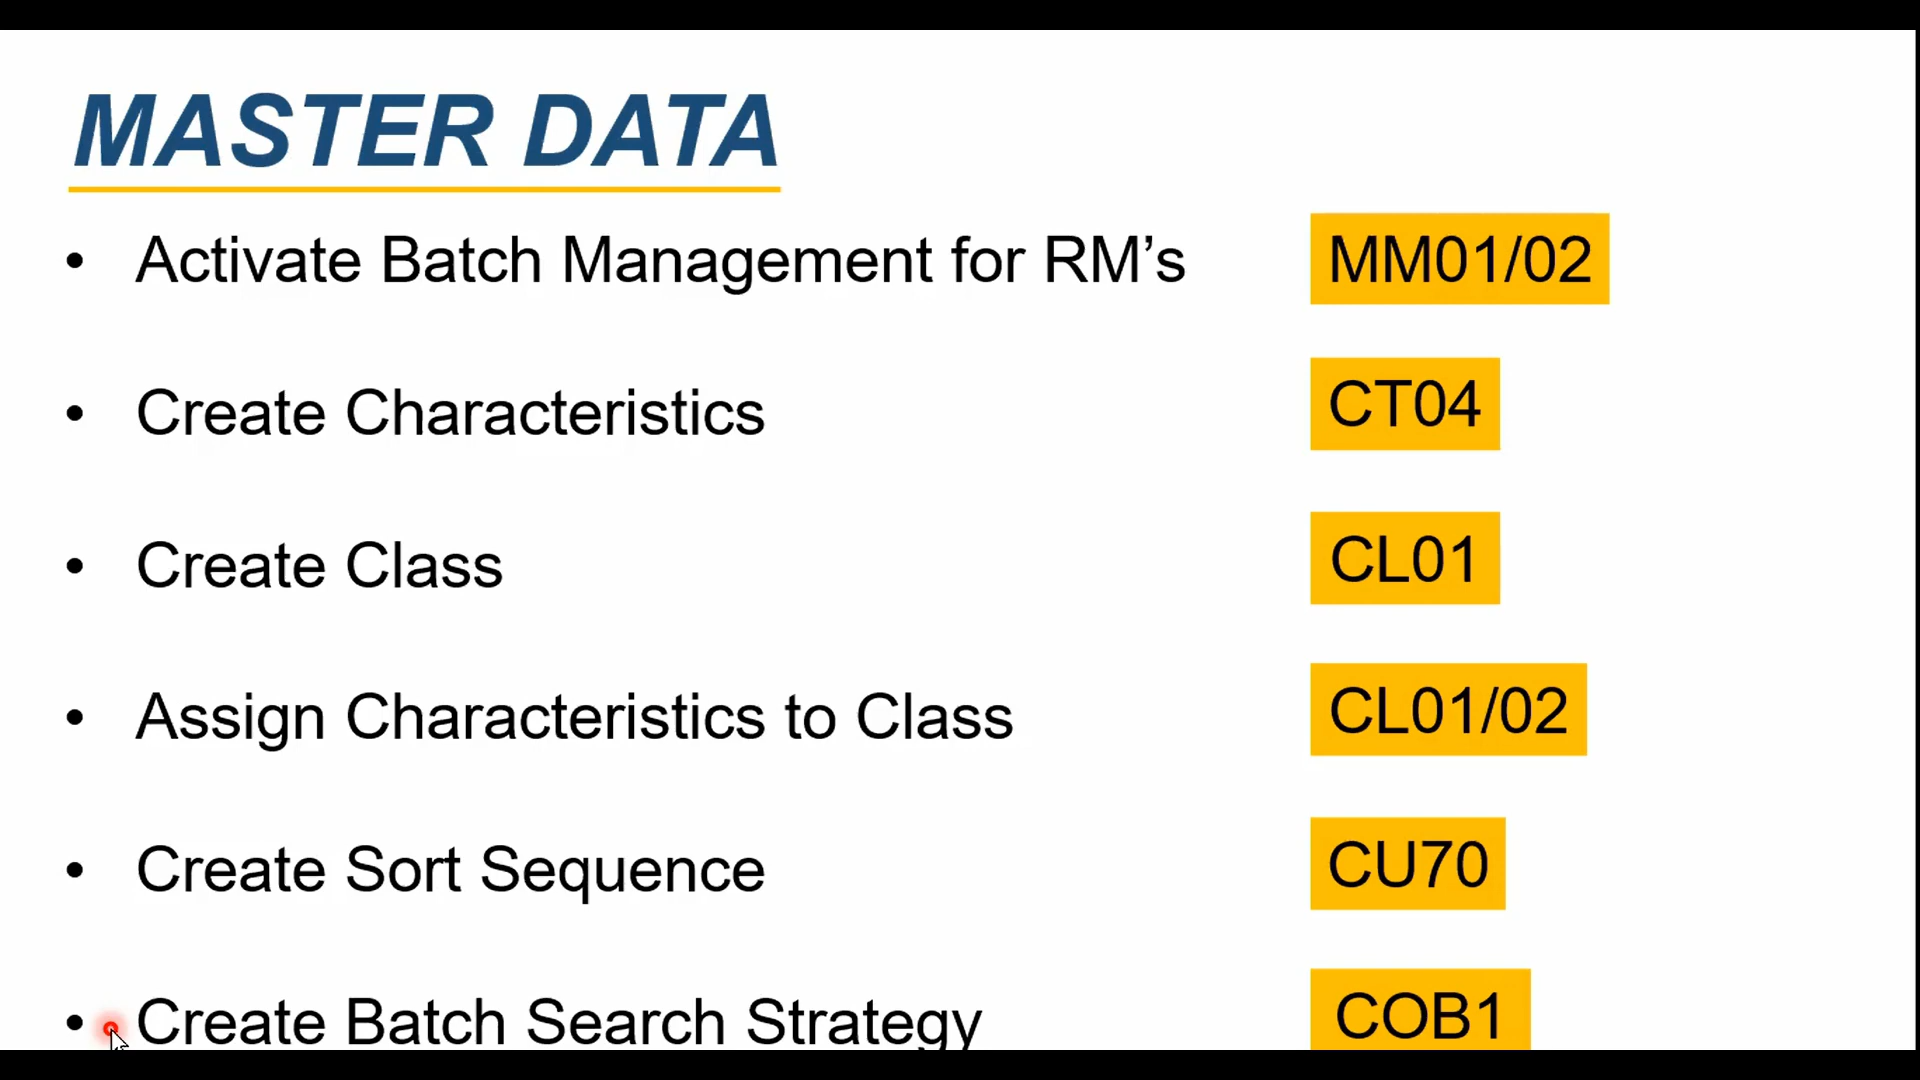 MASTER DATA
• Activate Batch Management for RM’s MM01/02
• Create Characteristics CT04
• Create Class CL01
• Assign Characteristics to Class CL01/02
• Create Sort Sequence CU70
• Create Batch Search Strategy COB1